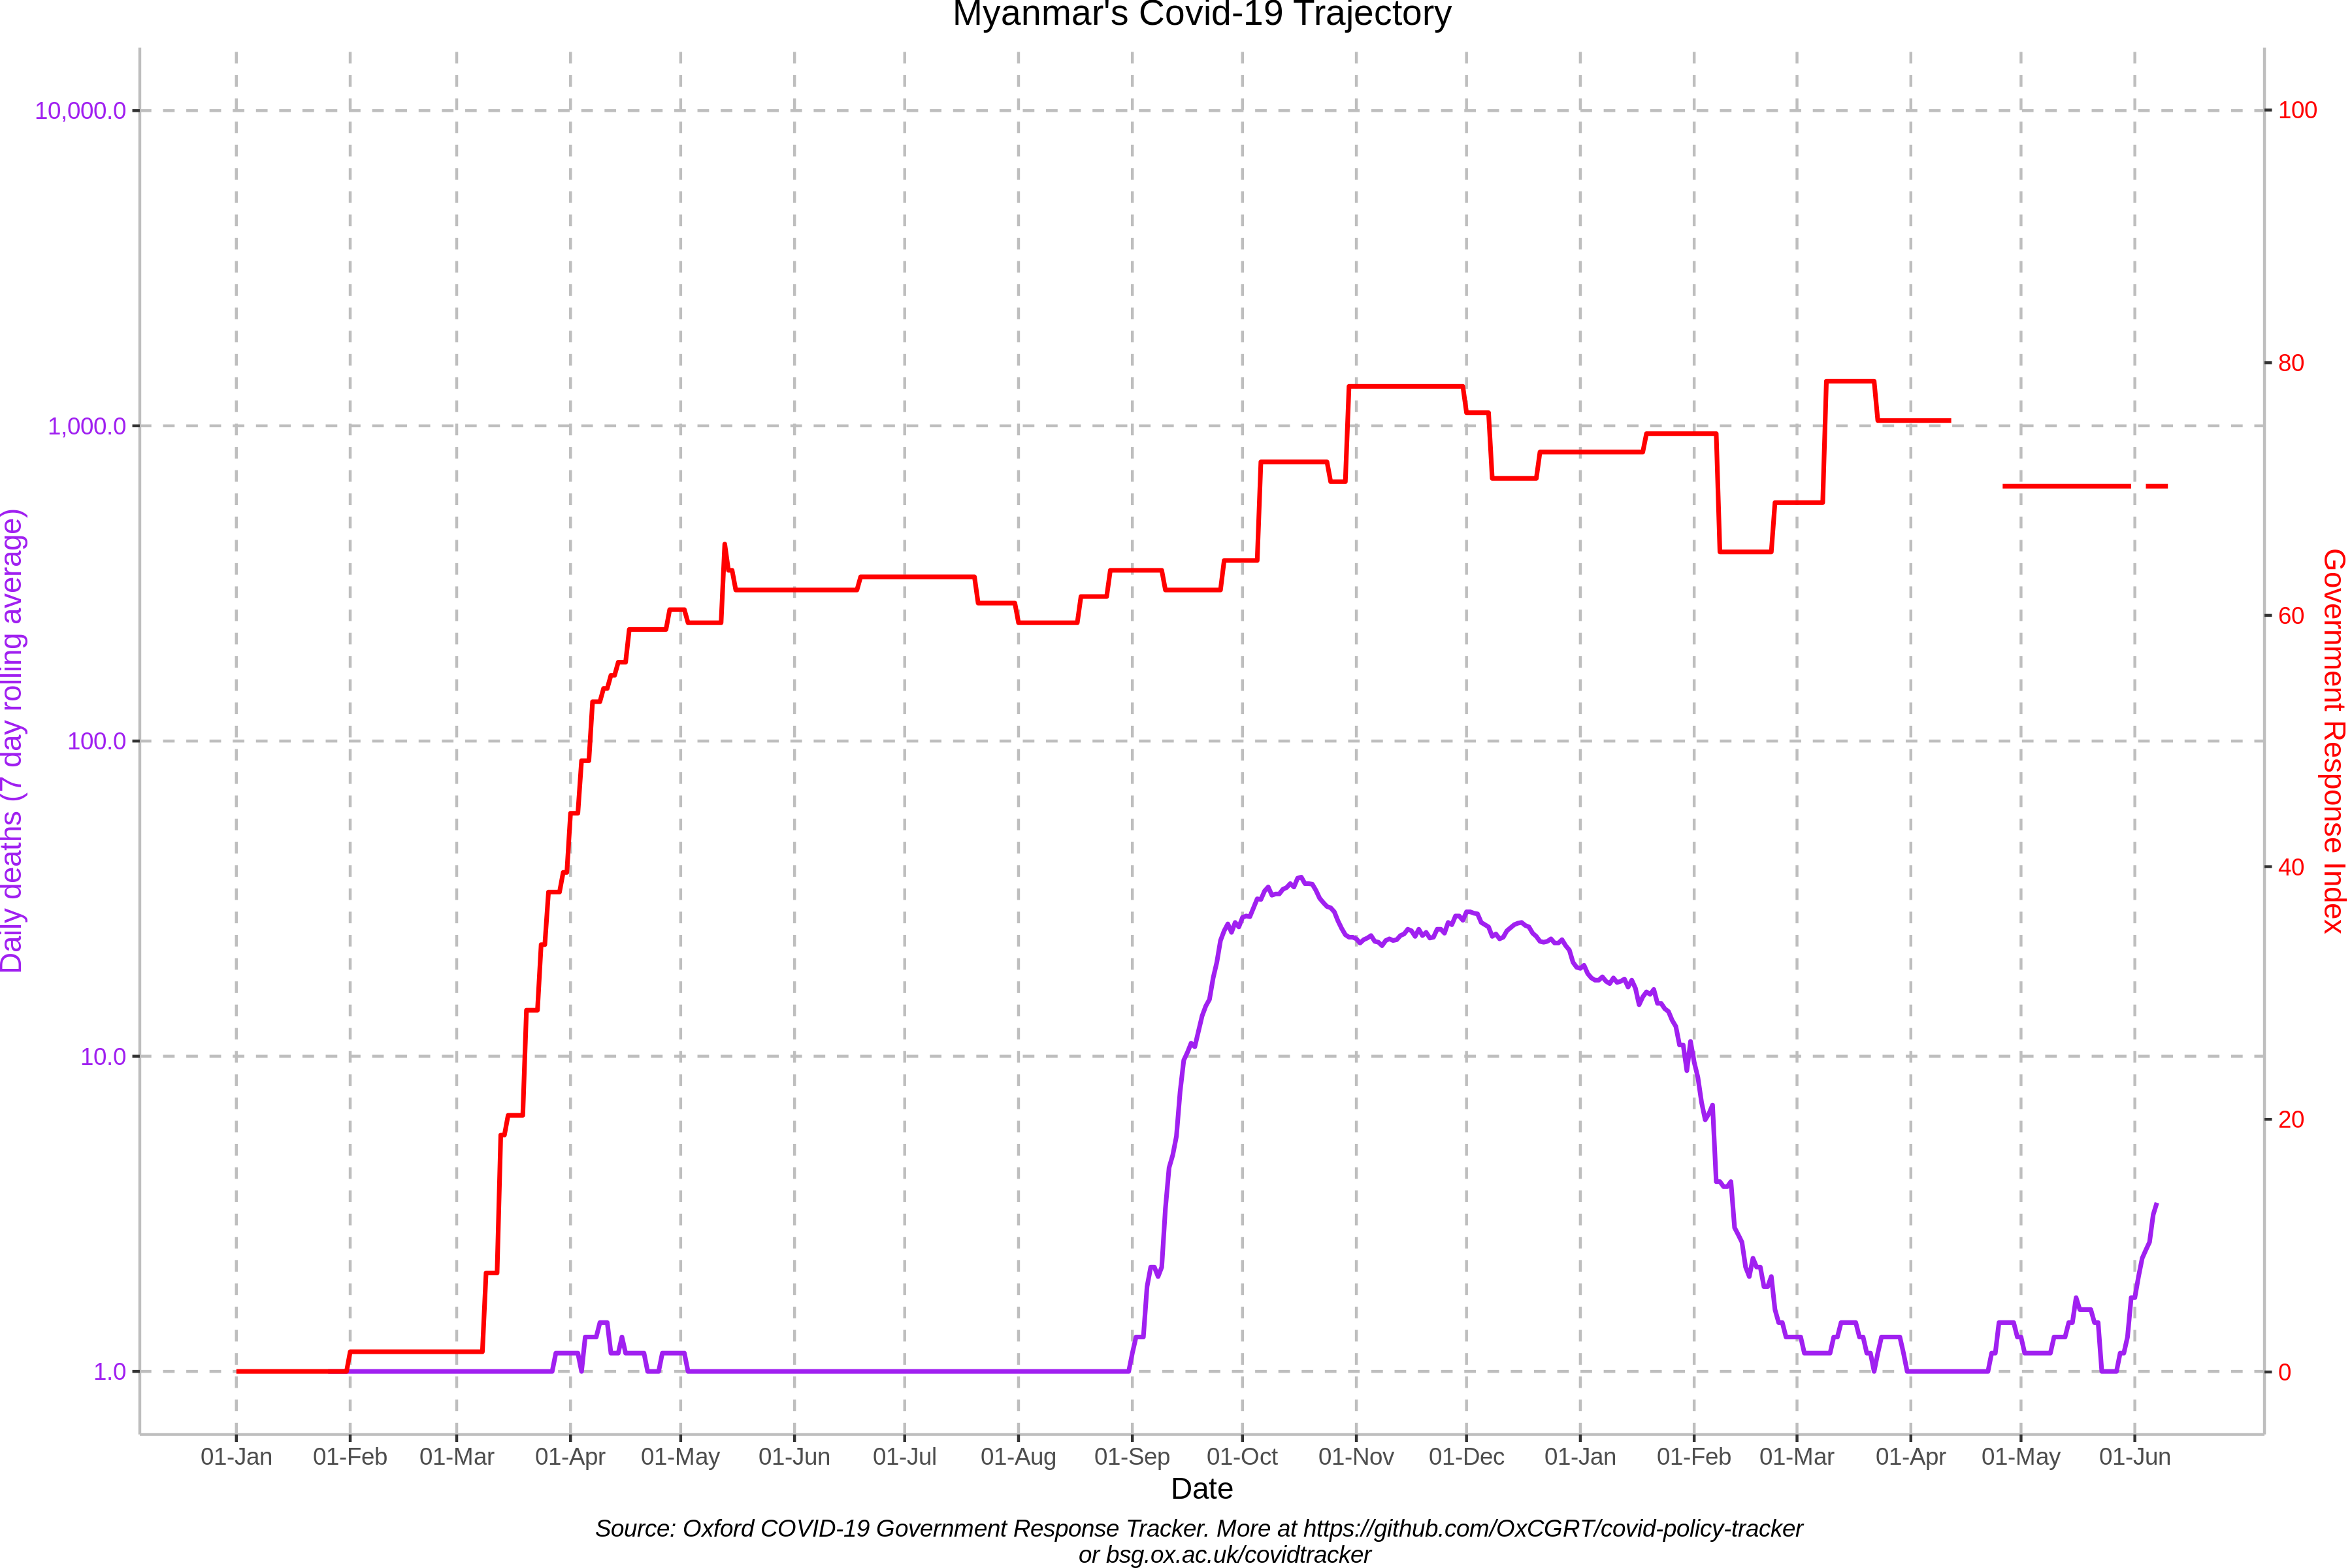 Myanmar's Covid-19 Trajectory
10,000.0
1,000.0
100.0
10.0
1.0
Daily deaths (7 day rolling average)
100
80
60
40
20
0
Government Response Index
01-Jan 01-Feb 01-Mar 01-Apr 01-May 01-Jun 01-Jul 01-Aug 01-Sep 01-Oct 01-Nov 01-Dec 01-Jan 01-Feb 01-Mar 01-Apr 01-May 01-Jun
Date
Source: Oxford COVID-19 Government Response Tracker. More at https://github.com/OxCGRT/covid-policy-tracker
or bsg.ox.ac.uk/covidtracker